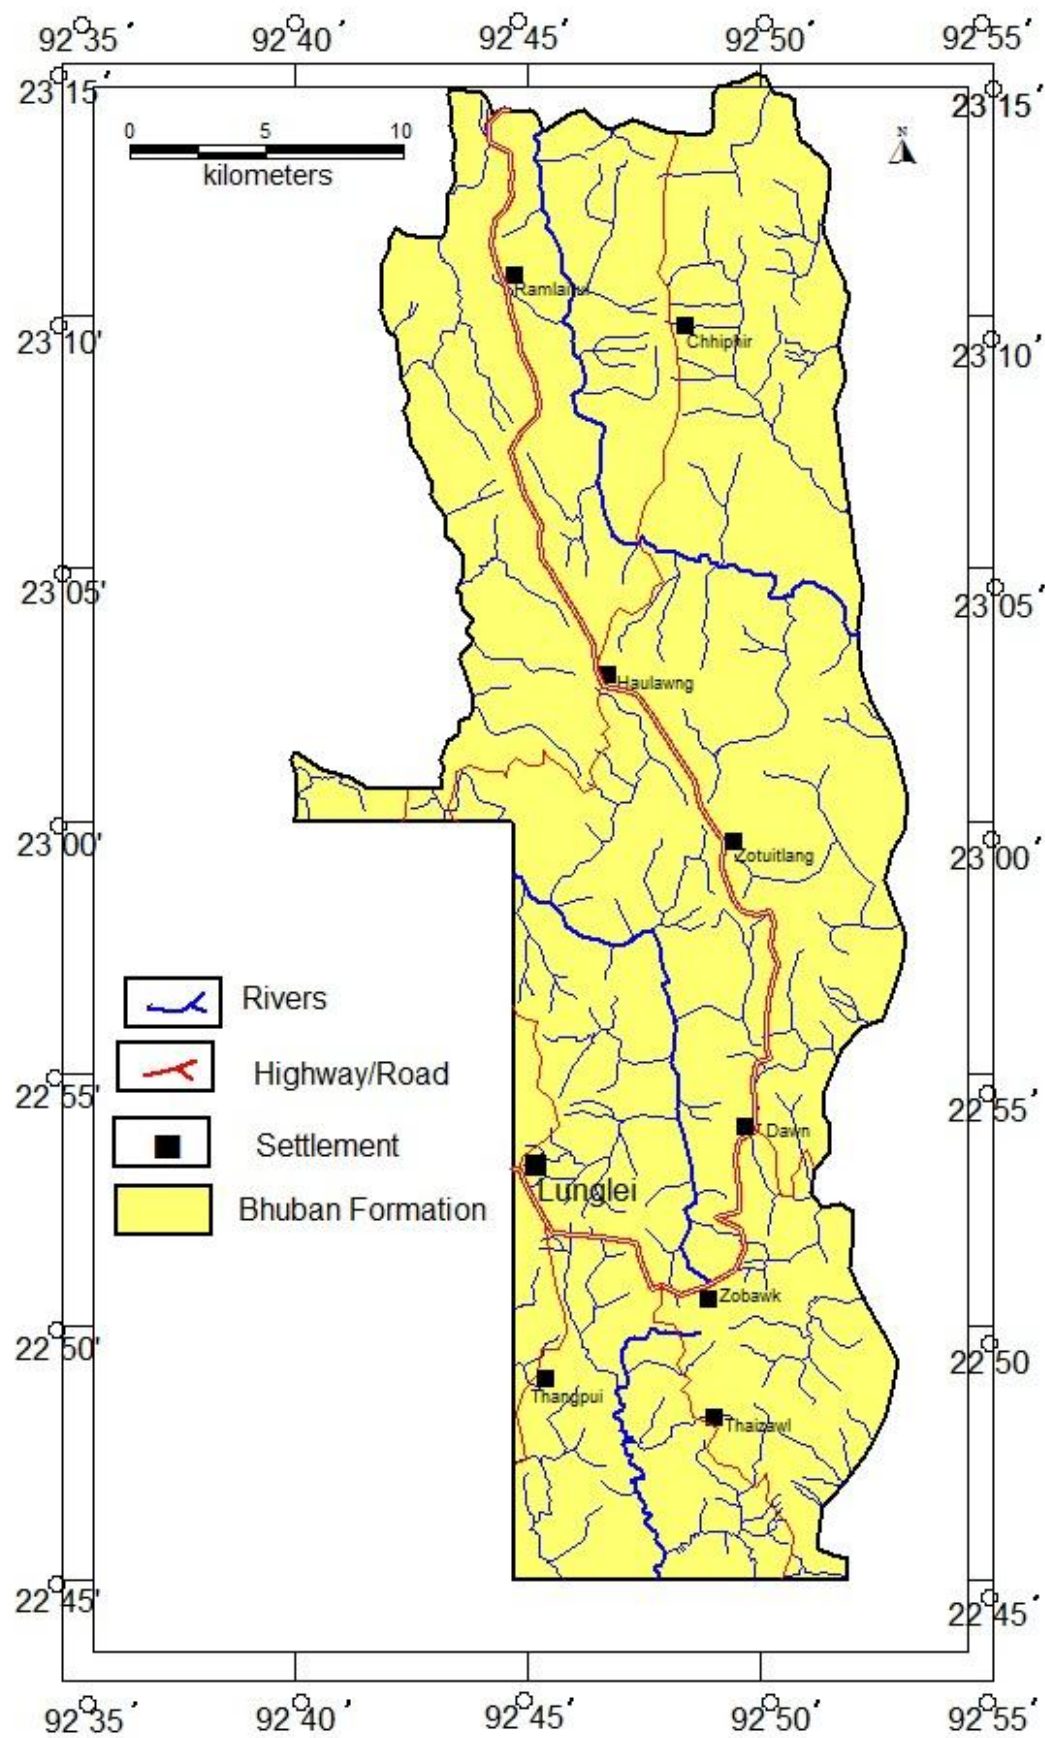 92°35' 92°40' 92°45' 92°50' 92°55'
23°15' 23°15'
0 5 10
kilometers
N
Ramlaitui
Chhiphir
23°10' 23°10'
23°05' 23°05'
Haulawng
23°00' 23°00'
Zotuitlang
Rivers
Highway/Road
22°55' 22°55'
Dawn
Settlement
Lunglei
Bhuban Formation
Zobawk
22°50' 22°50
Thangpui
Thaizawl
22°45' 22°45'
92°35' 92°40' 92°45' 92°50' 92°55'